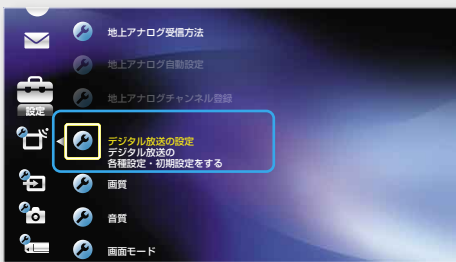 地上アナログ受信方法
地上アナログ自動設定
地上アナログチャンネル登録
設定
デジタル放送の設定
デジタル放送の
各種設定・初期設定をする
画質
音質
画面モード